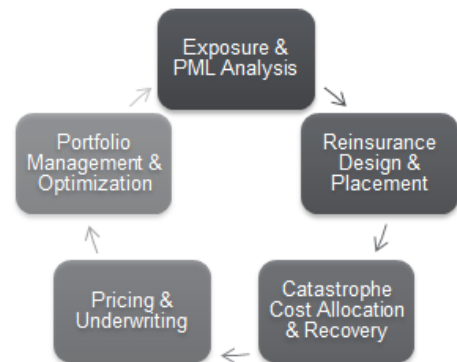 Exposure &
PML Analysis
Reinsurance
Design &
Placement
Catastrophe
Cost Allocation
& Recovery
Pricing &
Underwriting
Portfolio
Management &
Optimization